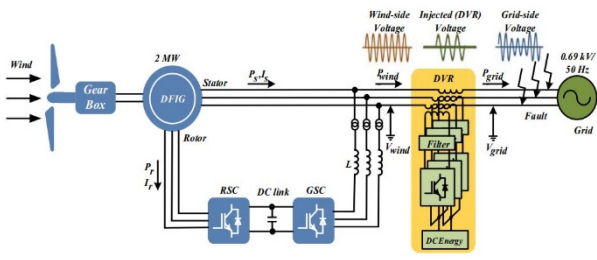 Wind-side Voltage
Injected (DVR) Voltage
Grid-side Voltage
2 MW
Wind
Gear Box
DFIG
Stator
Ps,Is
Pwind
DVR
Pgrid
0.69 kV/ 50 Hz
Fault
Grid
Rotor
Vwind
Filter
Vgrid
Pr
Ir
L
RSC
DC link
GSC
DCEnergy